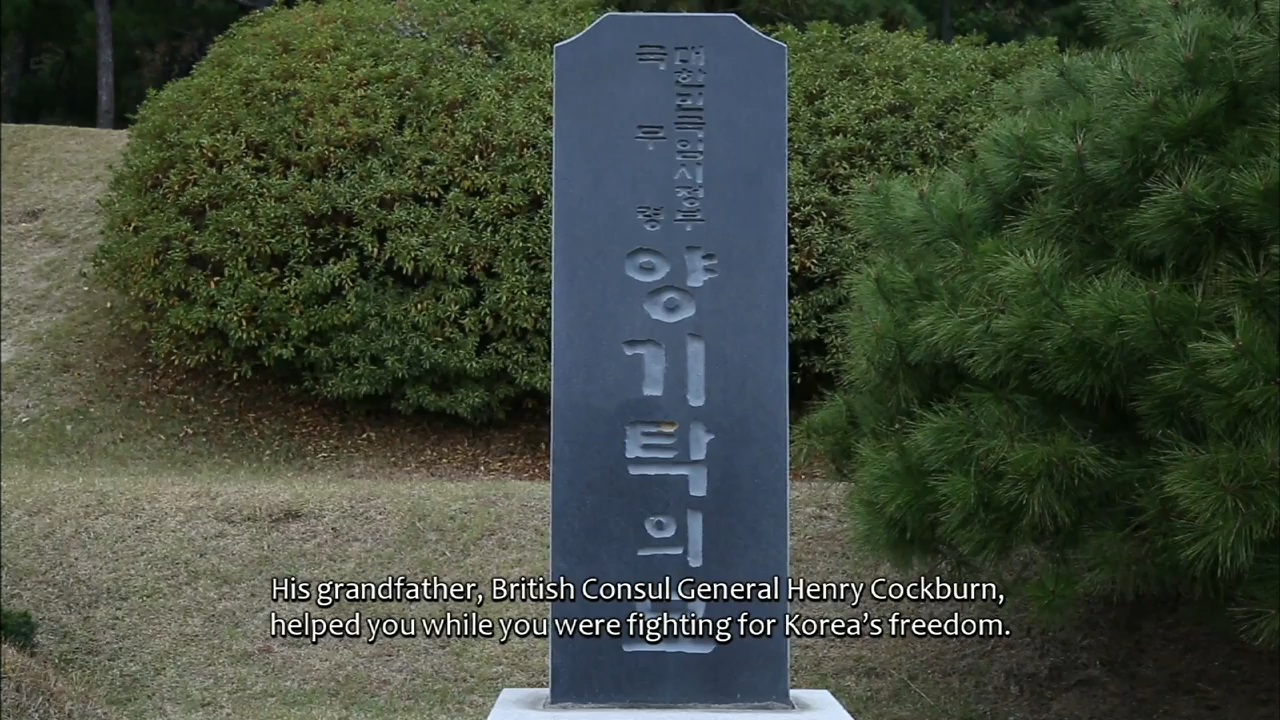 대한민국임시정부
국무령
양기탁의
His grandfather, British Consul General Henry Cockburn,
helped you while you were fighting for Korea's freedom.